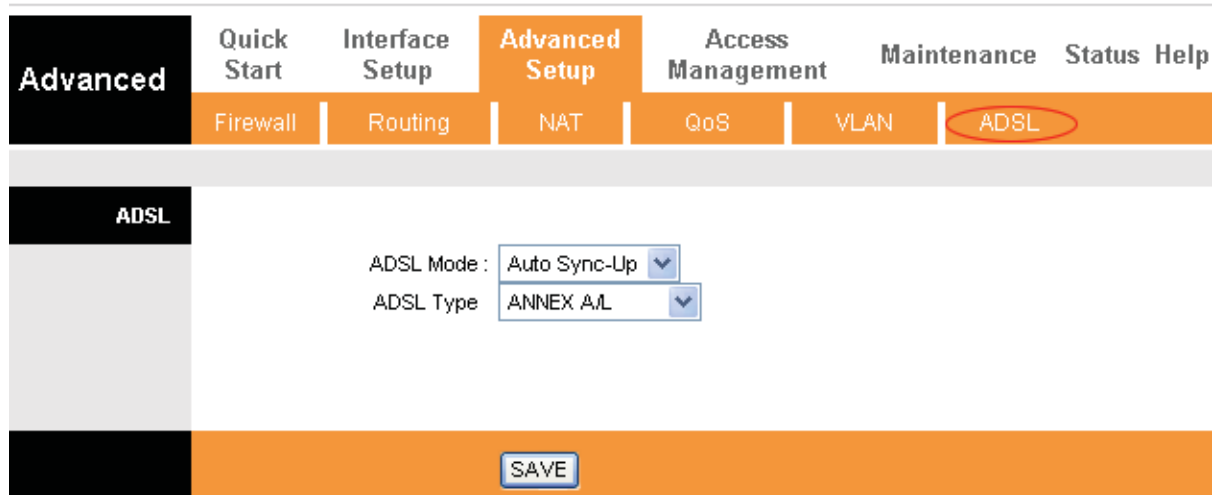 Advanced
Quick Start
Interface Setup
Advanced Setup
Access Management
Maintenance
Status
Help
Firewall
Routing
NAT
QoS
VLAN
ADSL
ADSL
ADSL Mode : Auto Sync-Up
ADSL Type ANNEX A/L
SAVE